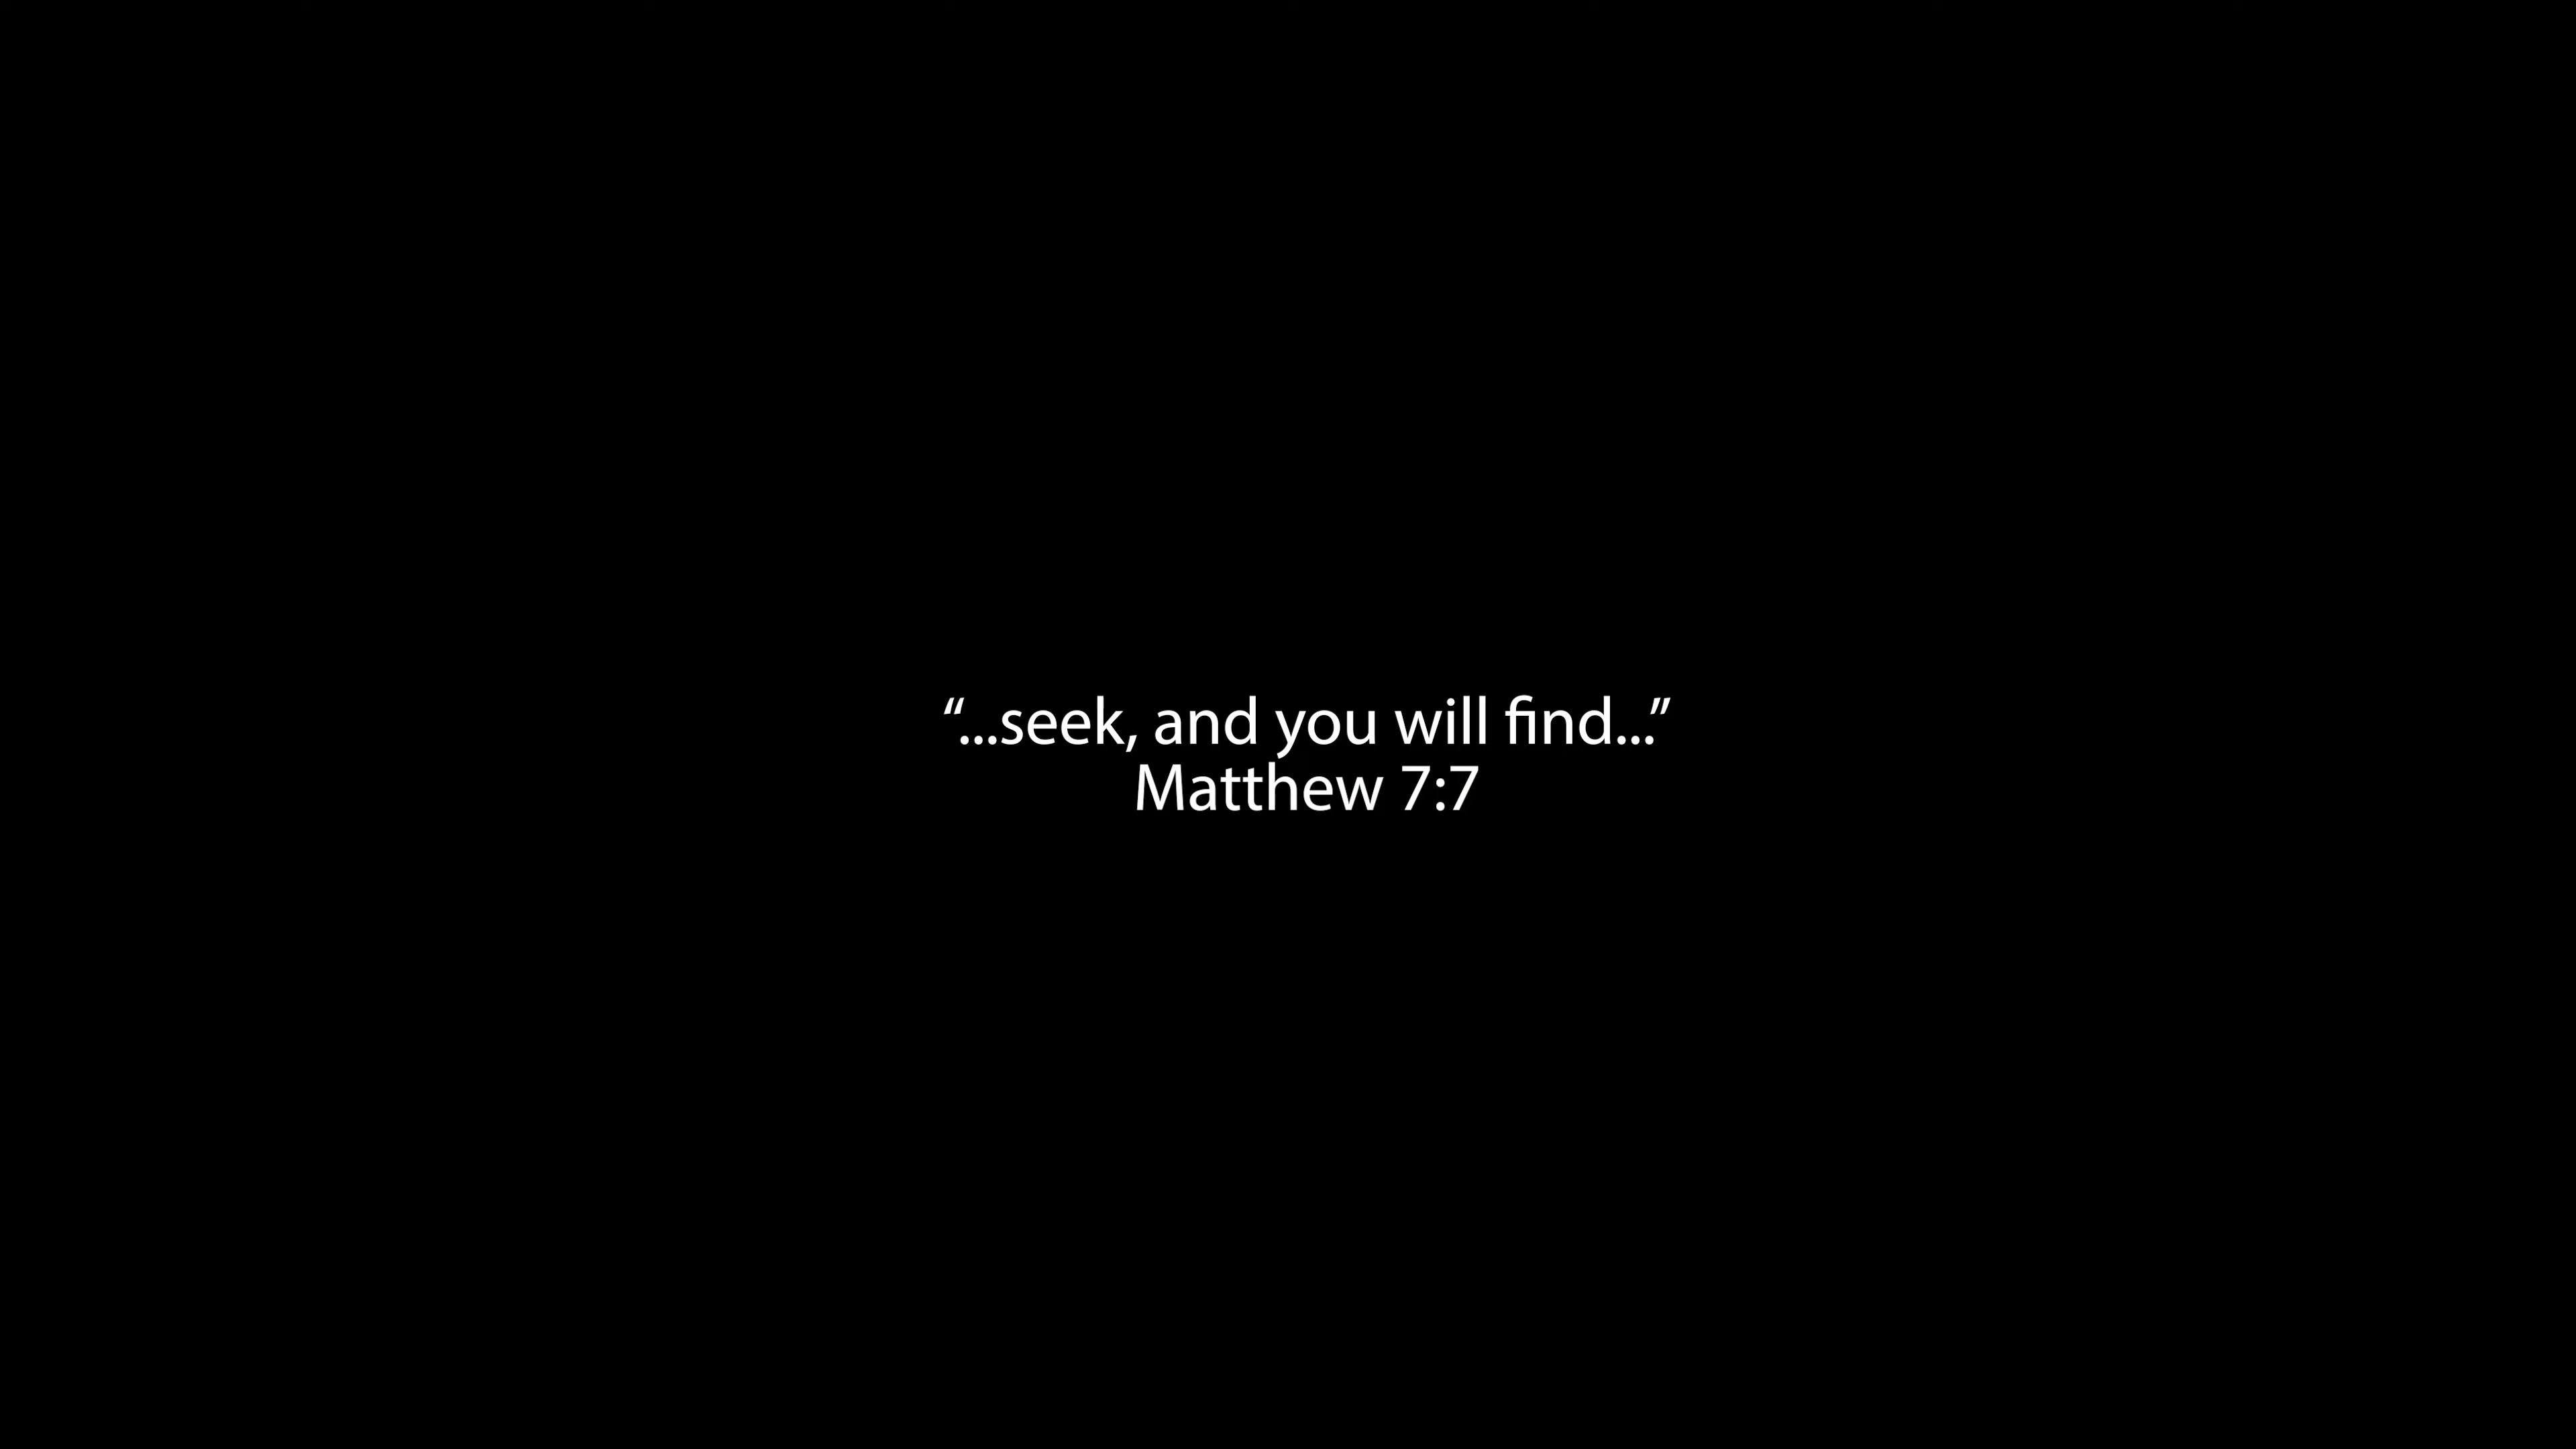 “...seek, and you will find...”
Matthew 7:7